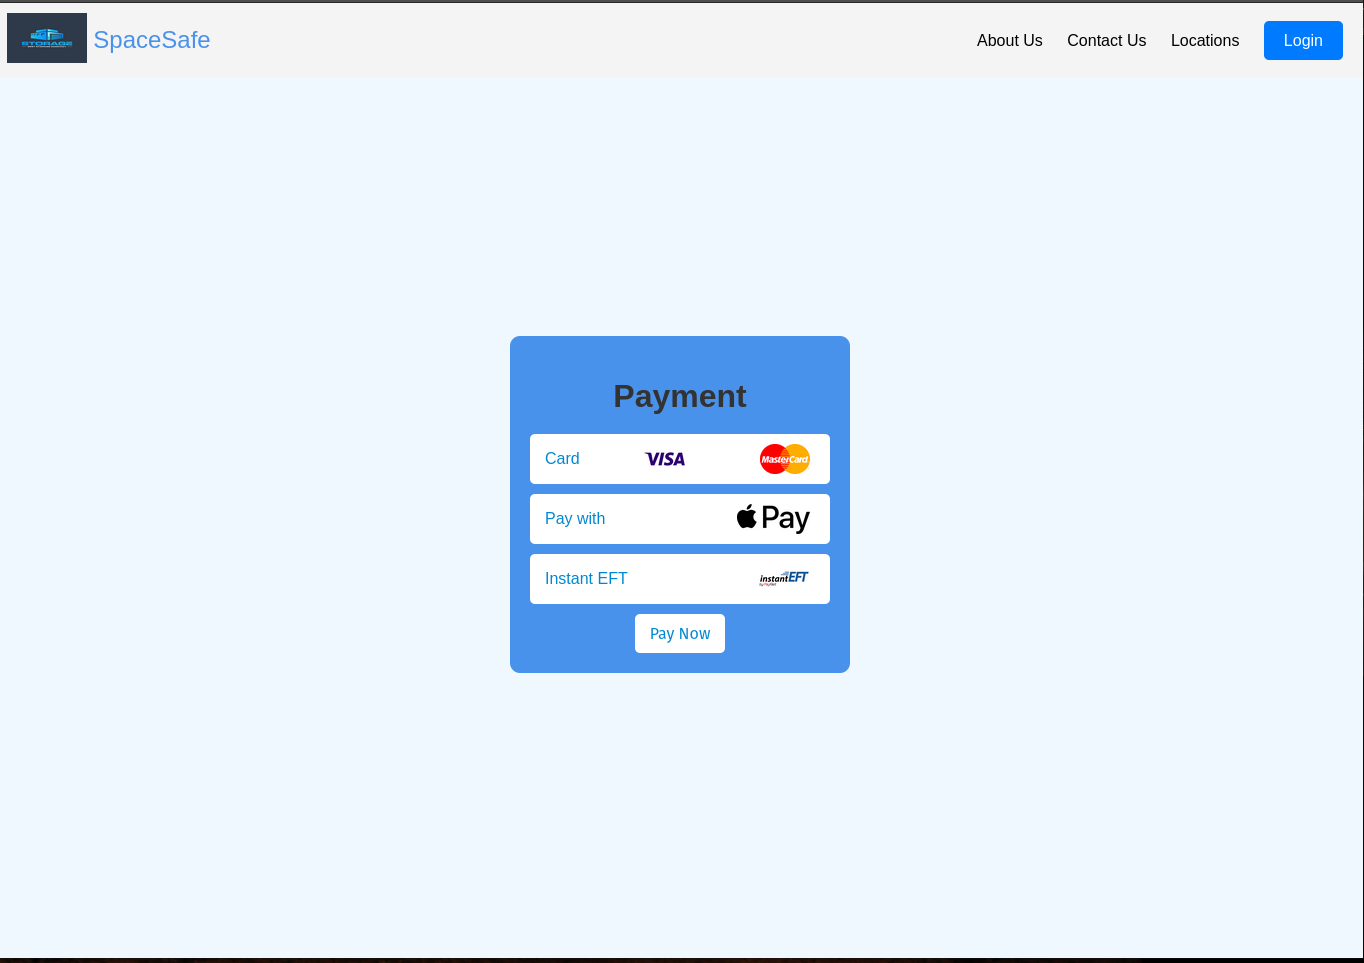 STORAGE
SpaceSafe
About Us
Contact Us
Locations
Login
Payment
Card
VISA
MasterCard
Pay with
Pay
Instant EFT
instantEFT
Pay Now